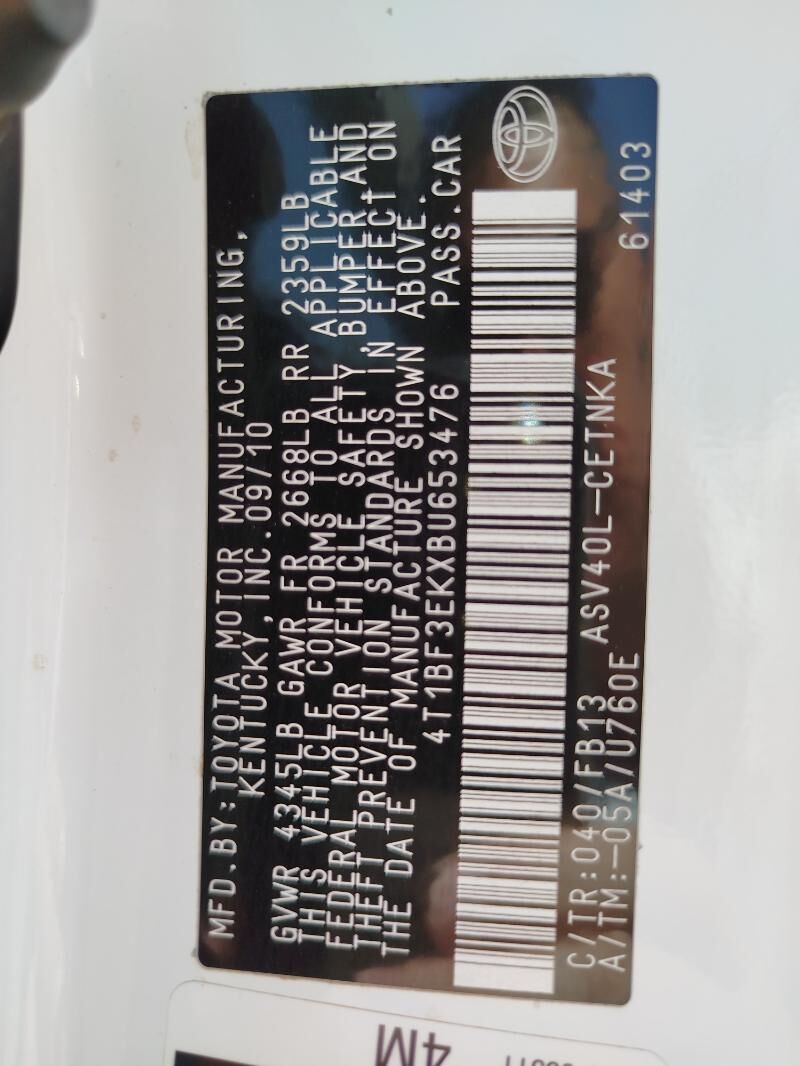 MFD.BY:TOYOTA MOTOR MANUFACTURING,
KENTUCKY,INC.09/10
GVWR 4345LB GAWR FR 2668LB RR 2359LB
THIS VEHICLE CONFORMS TO ALL APPLICABLE
FEDERAL MOTOR VEHICLE SAFETY,BUMPER,AND
THEFT PREVENTION STANDARDS IN EFFECT ON
THE DATE OF MANUFACTURE SHOWN ABOVE.
4T1BF3EKXBU653476 PASS.CAR
C/TR:040/FB13 ASV40L-CETNKA
A/TM:-05A/U760E 61403
4M